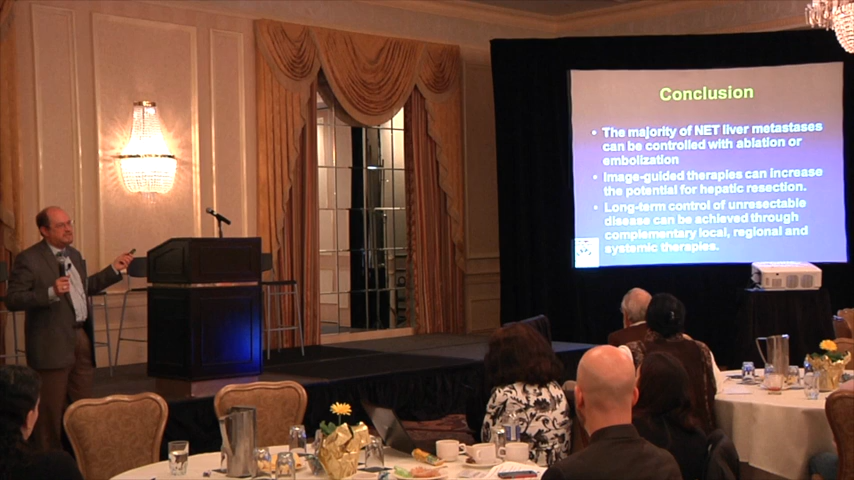 Conclusion
• The majority of NET liver metastases
can be controlled with ablation or
embolization
• Image-guided therapies can increase
the potential for hepatic resection.
• Long-term control of unresectable
disease can be achieved through
complementary local, regional and
systemic therapies.